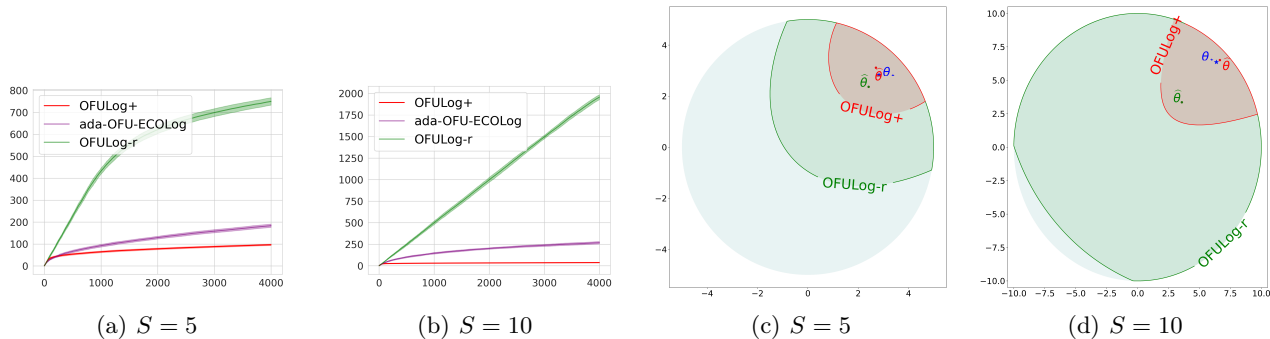 800
700
600
500
400
300
200
100
0
0 1000 2000 3000 4000
OFULog+
ada-OFU-ECOLog
OFULog-r
(a) S = 5
2000
1750
1500
1250
1000
750
500
250
0
0 1000 2000 3000 4000
OFULog+
ada-OFU-ECOLog
OFULog-r
(b) S = 10
4
2
0
−2
−4
−4 −2 0 2 4
θ̂
θ̂
θ⋆
OFULog+
OFULog-r
(c) S = 5
10.0
7.5
5.0
2.5
0.0
−2.5
−5.0
−7.5
−10.0
−10.0 −7.5 −5.0 −2.5 0.0 2.5 5.0 7.5 10.0
OFULog+
θ⋆
θ̂
θ̂
OFULog-r
(d) S = 10